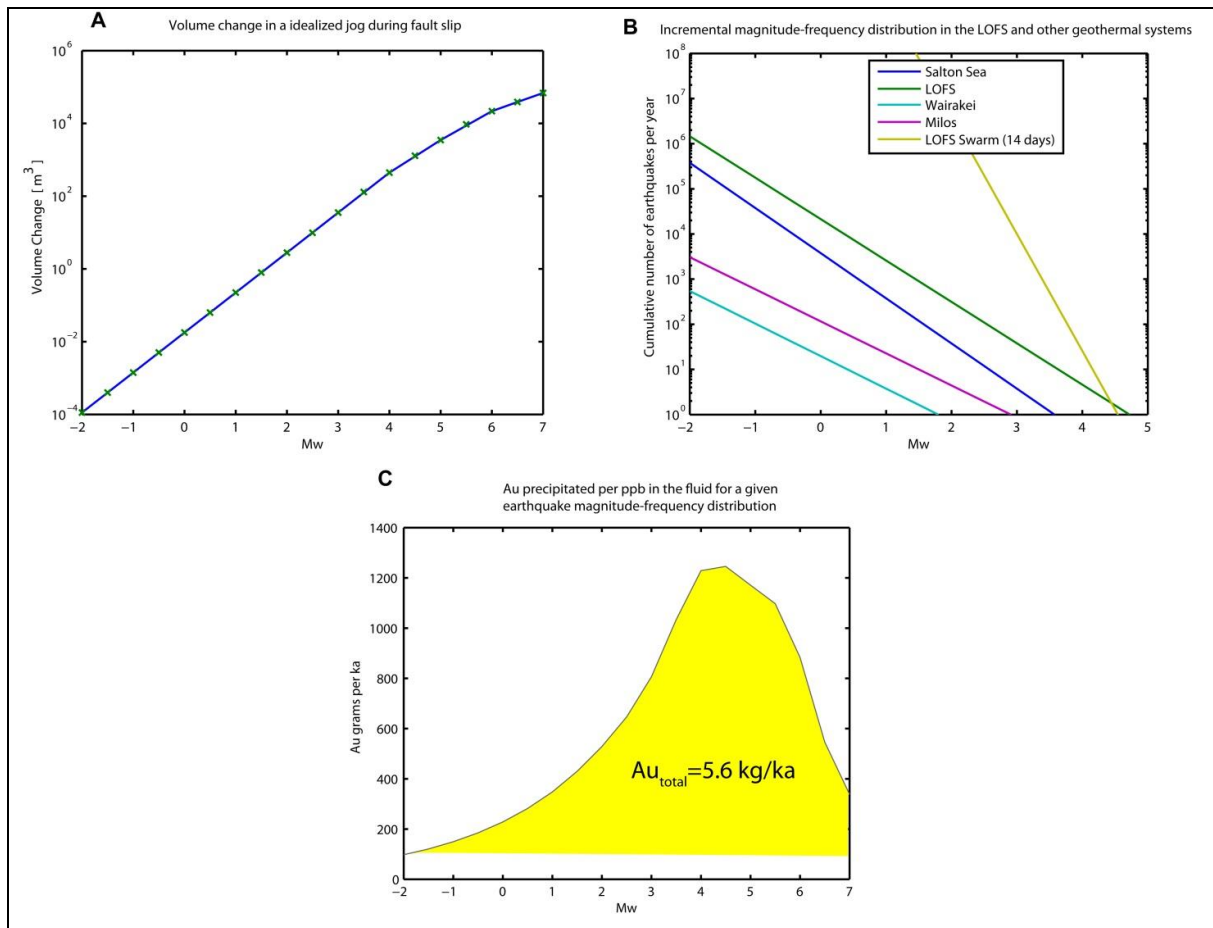 A
Volume change in a idealized jog during fault slip
10^6
10^4
10^2
10^0
10^−2
10^−4
Volume Change [ m^3 ]
−2 −1 0 1 2 3 4 5 6 7
Mw
B
Incremental magnitude-frequency distribution in the LOFS and other geothermal systems
10^8
10^7
10^6
10^5
10^4
10^3
10^2
10^1
10^0
Cumulative number of earthquakes per year
Salton Sea
LOFS
Wairakei
Milos
LOFS Swarm (14 days)
−2 −1 0 1 2 3 4 5
Mw
C
Au precipitated per ppb in the fluid for a given
earthquake magnitude-frequency distribution
1400
1200
1000
800
600
400
200
0
Au grams per ka
Au_total=5.6 kg/ka
−2 −1 0 1 2 3 4 5 6 7
Mw